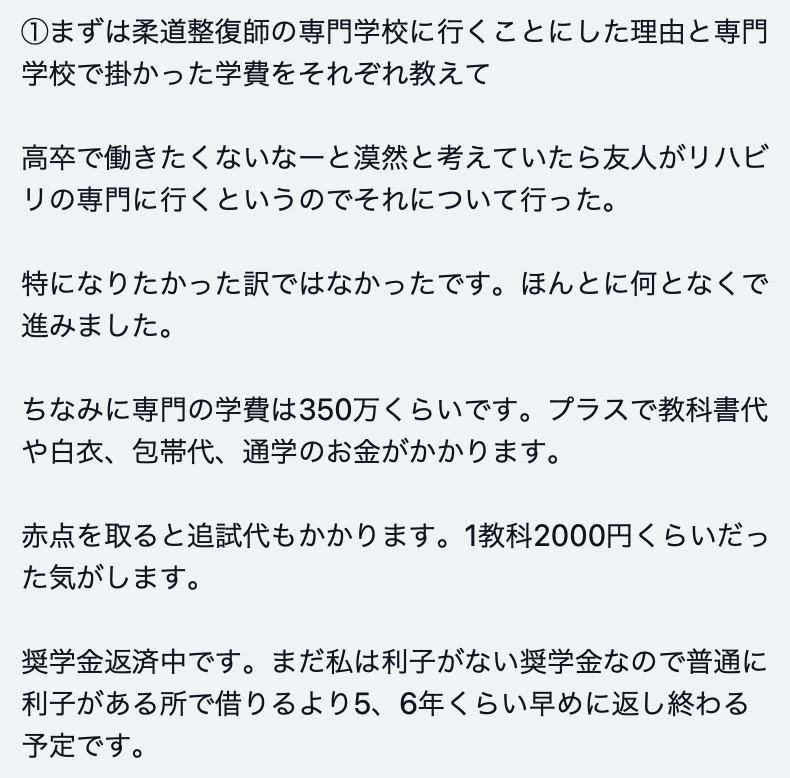 ①まずは柔道整復師の専門学校に行くことにした理由と専門
学校で掛かった学費をそれぞれ教えて
高卒で働きたくないなーと漠然と考えていたら友人がリハビ
リの専門に行くというのでそれについて行った。
特になりたかった訳ではなかったです。ほんとに何となくで
進みました。
ちなみに専門の学費は350万くらいです。プラスで教科書代
や白衣、包帯代、通学のお金がかかります。
赤点を取ると追試代もかかります。1教科2000円くらいだっ
た気がします。
奨学金返済中です。まだ私は利子がない奨学金なので普通に
利子がある所で借りるより5、6年くらい早めに返し終わる
予定です。